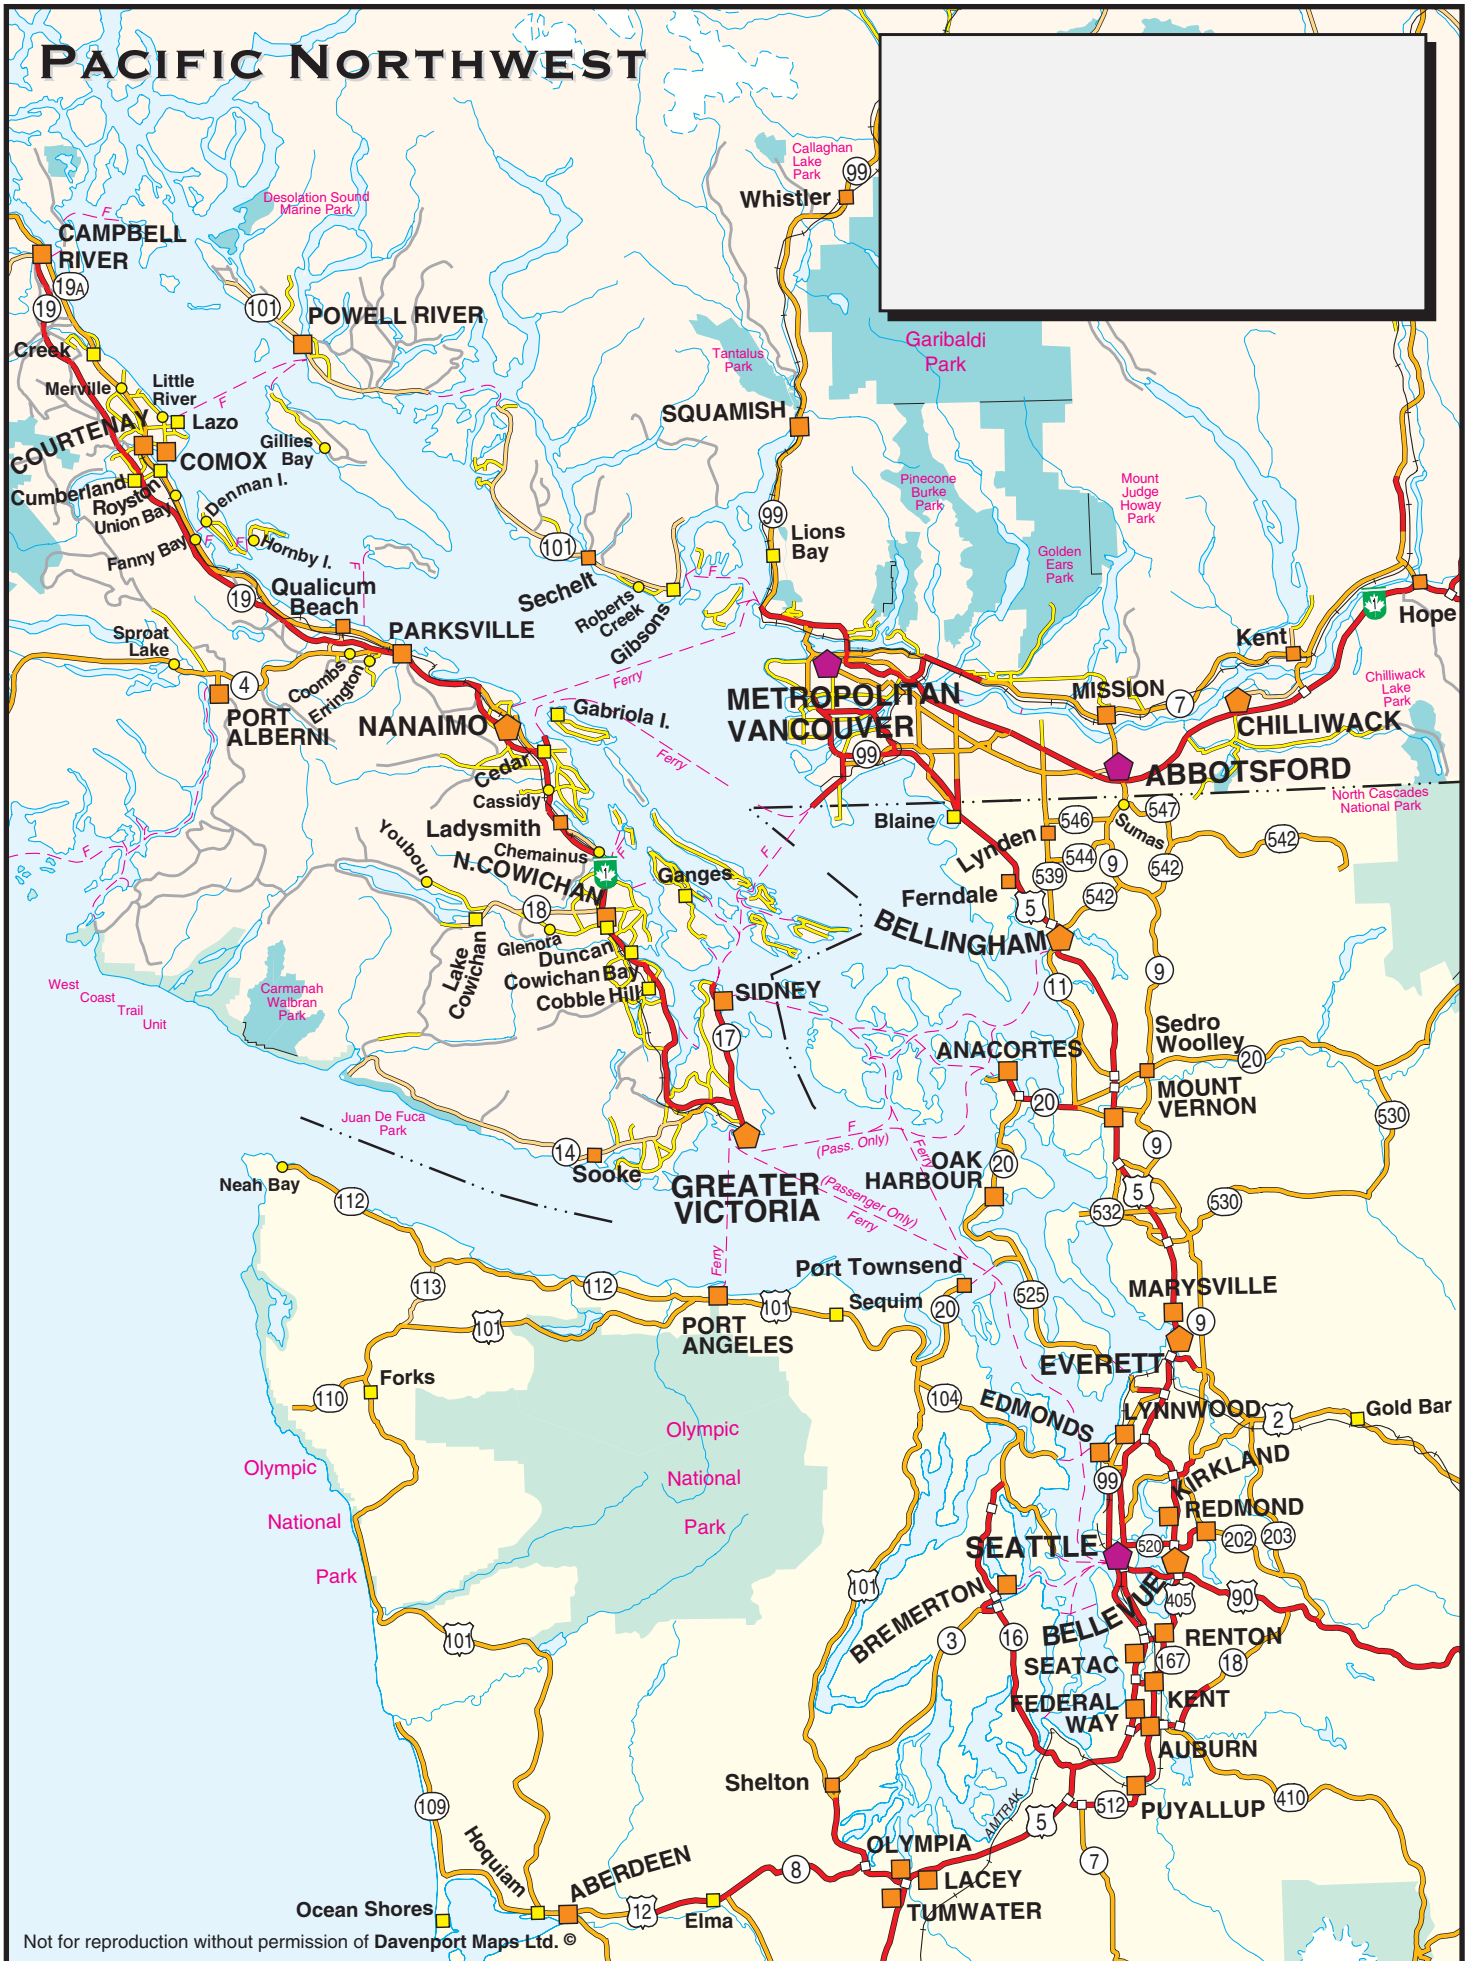 PACIFIC NORTHWEST
Callaghan
Lake
Park
99
Whistler
Desolation Sound
Marine Park
F
CAMPBELL
RIVER
19A
19
101
POWELL RIVER
Creek
Merville
Little
River
F
Lazo
COURTENAY
COMOX
Gillies
Bay
Cumberland
Royston
Union Bay
Denman I.
Fanny Bay
F
F
Hornby I.
Tantalus
Park
Garibaldi
Park
SQUAMISH
Pinecone
Burke
Park
Mount
Judge
Howay
Park
Golden
Ears
Park
99
Lions
Bay
101
Sechelt
Roberts
Creek
Gibsons
F
F
19
Qualicum
Beach
PARKSVILLE
Sproat
Lake
4
Coombs
Errington
PORT
ALBERNI
NANAIMO
Ferry
Gabriola I.
Ferry
Hope
Kent
Chilliwack
Lake
Park
MISSION
7
CHILLIWACK
METROPOLITAN
VANCOUVER
99
ABBOTSFORD
North Cascades
National Park
Cedar
Cassidy
Ladysmith
Chemainus
F
Youbou
N.COWICHAN
1
Ganges
F
F
18
Glenora
Duncan
Lake
Cowichan
Cowichan Bay
Cobble Hill
Blaine
546
547
Sumas
Lynden
544
9
542
542
539
542
Ferndale
5
BELLINGHAM
11
9
West
Coast
Trail
Unit
Carmanah
Walbran
Park
SIDNEY
17
Sedro
Woolley
20
ANACORTES
20
MOUNT
VERNON
530
Juan De Fuca
Park
14
Sooke
F
(Pass. Only)
Ferry
9
OAK
HARBOUR
20
5
GREATER
VICTORIA
(Passenger Only)
Ferry
532
530
Neah Bay
112
Ferry
Port Townsend
113
112
101
Sequim
20
525
MARYSVILLE
101
PORT
ANGELES
9
EVERETT
Forks
110
104
EDMONDS
LYNNWOOD
2
Gold Bar
Olympic
National
Park
Olympic
National
Park
99
KIRKLAND
REDMOND
SEATTLE
520
202
203
101
BREMERTON
BELLEVUE
405
90
101
3
16
RENTON
SEATAC
167
18
FEDERAL
WAY
KENT
AUBURN
Shelton
109
512
PUYALLUP
410
AMTRAK
5
Hoquiam
ABERDEEN
OLYMPIA
8
LACEY
7
Ocean Shores
12
Elma
TUMWATER
Not for reproduction without permission of Davenport Maps Ltd. ©